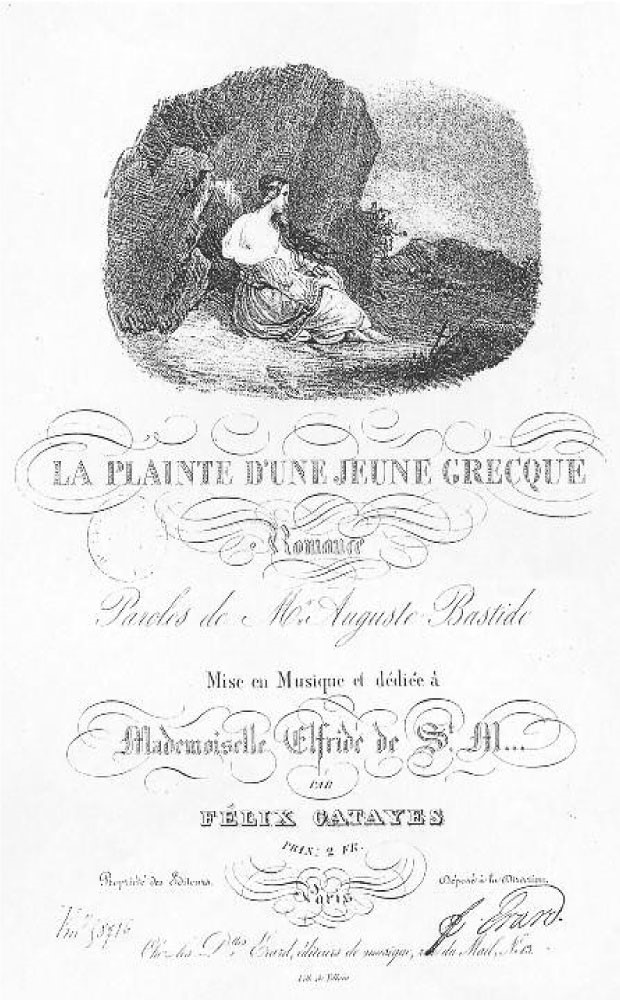 LA PLAINTE D'UNE JEUNE GRECQUE
Romance
Paroles de Mr. Auguste Bastide
Mise en Musique et dédiée à
Mademoiselle Elfride de St. M...
PAR
FÉLIX GATAYES
PRIX: 2 FR.
Propriété des Editeurs.
Paris
Déposé à la Direction.
Chez les Dlles Erard, éditeurs de musique, rue du Mail, No. 13.